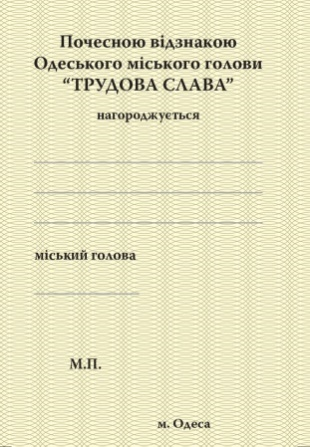 Почесною відзнакою
Одеського міського голови
“ТРУДОВА СЛАВА”
нагороджується
міський голова
М.П.
м. Одеса